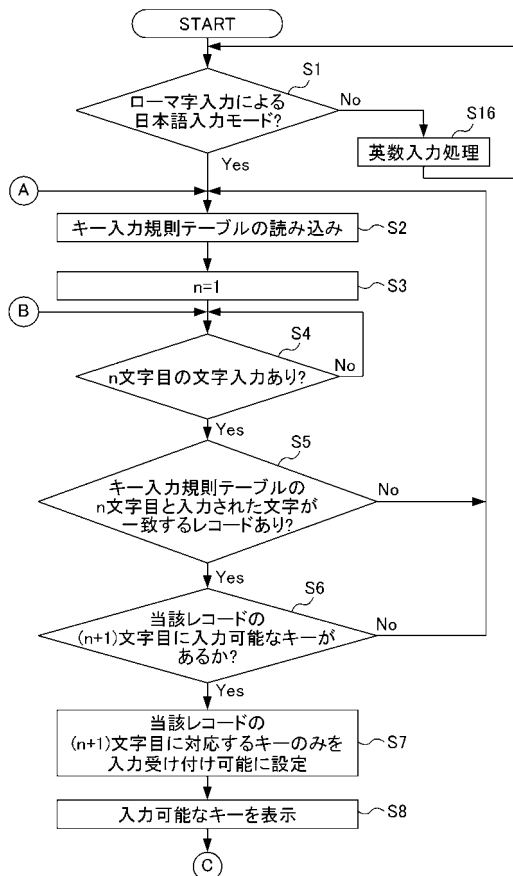 START
S1
ローマ字入力による
日本語入力モード?
No
S16
英数入力処理
Yes
A
キー入力規則テーブルの読み込み
S2
n=1
S3
B
S4
n文字目の文字入力あり?
No
Yes
S5
キー入力規則テーブルの
n文字目と入力された文字が
一致するレコードあり?
No
Yes
S6
当該レコードの
(n+1)文字目に入力可能なキーが
あるか?
No
Yes
当該レコードの
(n+1)文字目に対応するキーのみを
入力受け付け可能に設定
S7
入力可能なキーを表示
S8
C